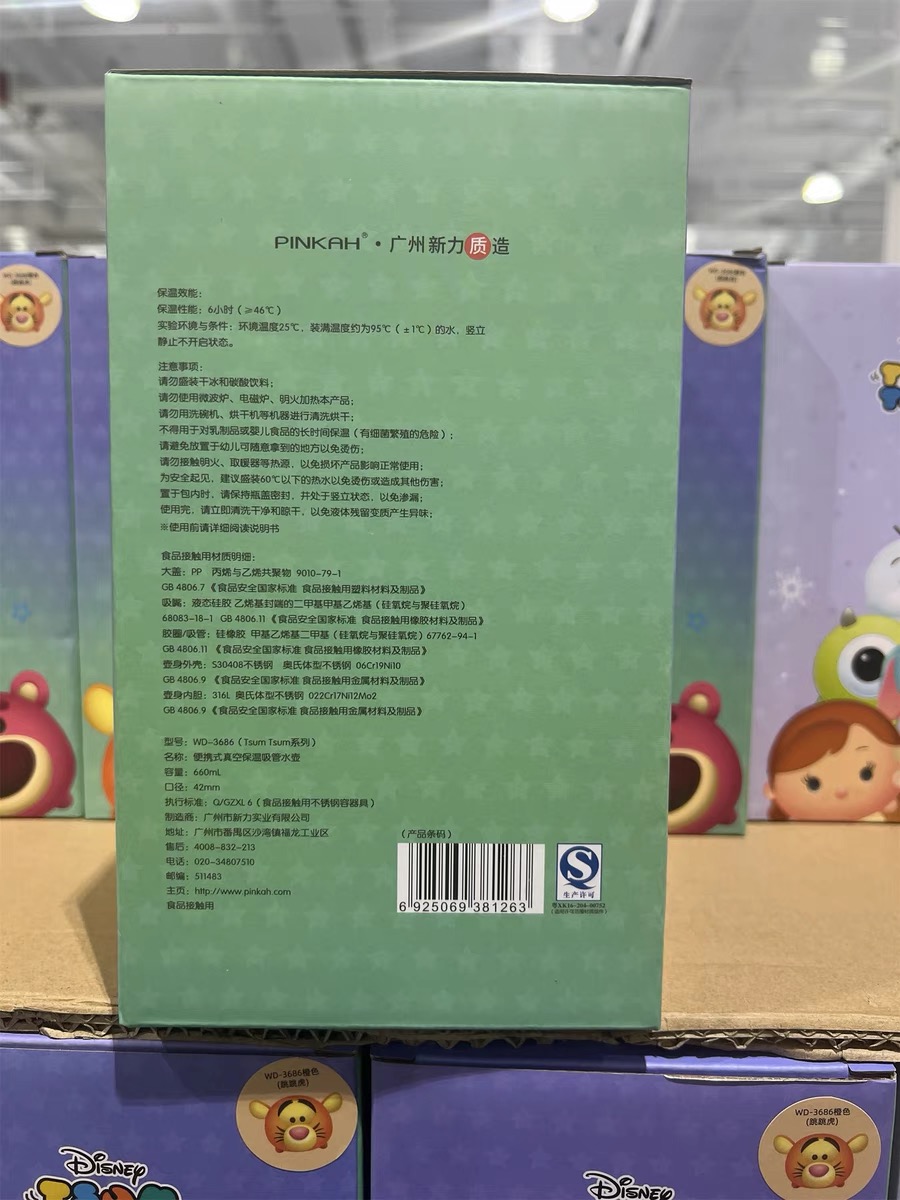 PINKAH®·广州新力质造
保温效能：
保温性能：6小时（≥46℃）
实验环境与条件：环境温度25℃，装满温度约为95℃（±1℃）的水，竖立
静止不开启状态。
注意事项：
请勿盛装干冰和碳酸饮料；
请勿使用微波炉、电磁炉、明火加热本产品；
请勿用洗碗机、烘干机等机器进行清洗烘干；
不得用于对乳制品或婴儿食品的长时间保温（有细菌繁殖的危险）；
请避免放置于幼儿可随意拿到的地方以免烫伤；
请勿接触明火、取暖器等热源，以免损坏产品影响正常使用；
为安全起见，建议盛装60℃以下的热水以免烫伤或造成其他伤害；
置于包内时，请保持瓶盖密封，并处于竖立状态，以免渗漏；
使用完，请立即清洗干净和晾干，以免液体残留变质产生异味；
※使用前请详细阅读说明书
食品接触用材质明细：
大盖：PP 丙烯与乙烯共聚物 9010-79-1
GB 4806.7《食品安全国家标准 食品接触用塑料材料及制品》
吸嘴：液态硅胶 乙烯基封端的二甲基甲基乙烯基（硅氧烷与聚硅氧烷）
68083-18-1 GB 4806.11《食品安全国家标准 食品接触用橡胶材料及制品》
胶圈/吸管：硅橡胶 甲基乙烯基二甲基（硅氧烷与聚硅氧烷）67762-94-1
GB 4806.11《食品安全国家标准 食品接触用橡胶材料及制品》
壶身外壳：S30408不锈钢 奥氏体型不锈钢 06Cr19Ni10
GB 4806.9《食品安全国家标准 食品接触用金属材料及制品》
壶身内胆：316L 奥氏体型不锈钢 022Cr17Ni12Mo2
GB 4806.9《食品安全国家标准 食品接触用金属材料及制品》
型号：WD-3686（Tsum Tsum系列）
名称：便携式真空保温吸管水壶
容量：660mL
口径：42mm
执行标准：Q/GZXL 6（食品接触用不锈钢容器具）
制造商：广州市新力实业有限公司
地址：广州市番禺区沙湾镇福龙工业区
售后：4008-832-213
电话：020-34807510
邮编：511483
主页：http://www.pinkah.com
食品接触用
（产品条码）
6 925069 381263
生产许可
粤XK16-204-00752
WD-3686橙色
(跳跳虎)
Disney
WD-3686橙色
(跳跳虎)
Disney